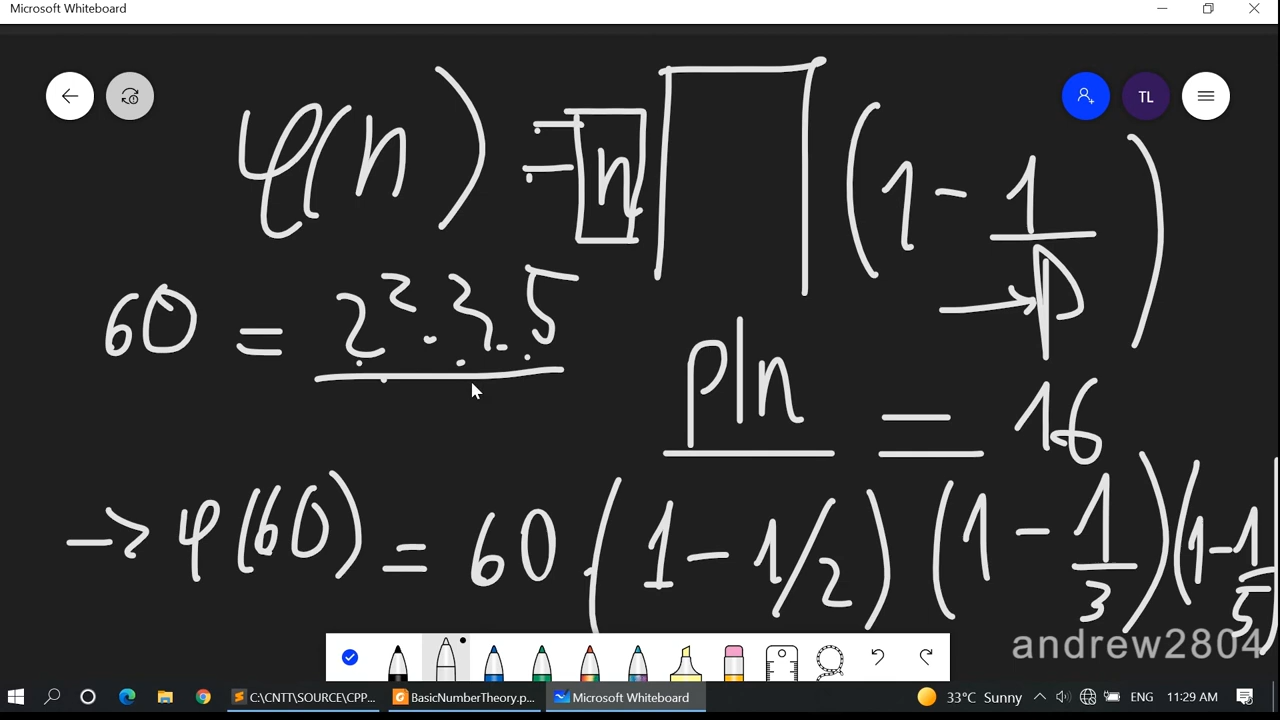 Microsoft Whiteboard
φ(n) = n ∏ (1 - 1/p)
p|n
60 = 2² . 3 . 5
= 16
-> φ(60) = 60 (1 - 1/2) (1 - 1/3) (1 - 1/5)
TL
andrew2804
C:\CNTT\SOURCE\CPP...
BasicNumberTheory.p...
Microsoft Whiteboard
33°C Sunny
ENG
11:29 AM